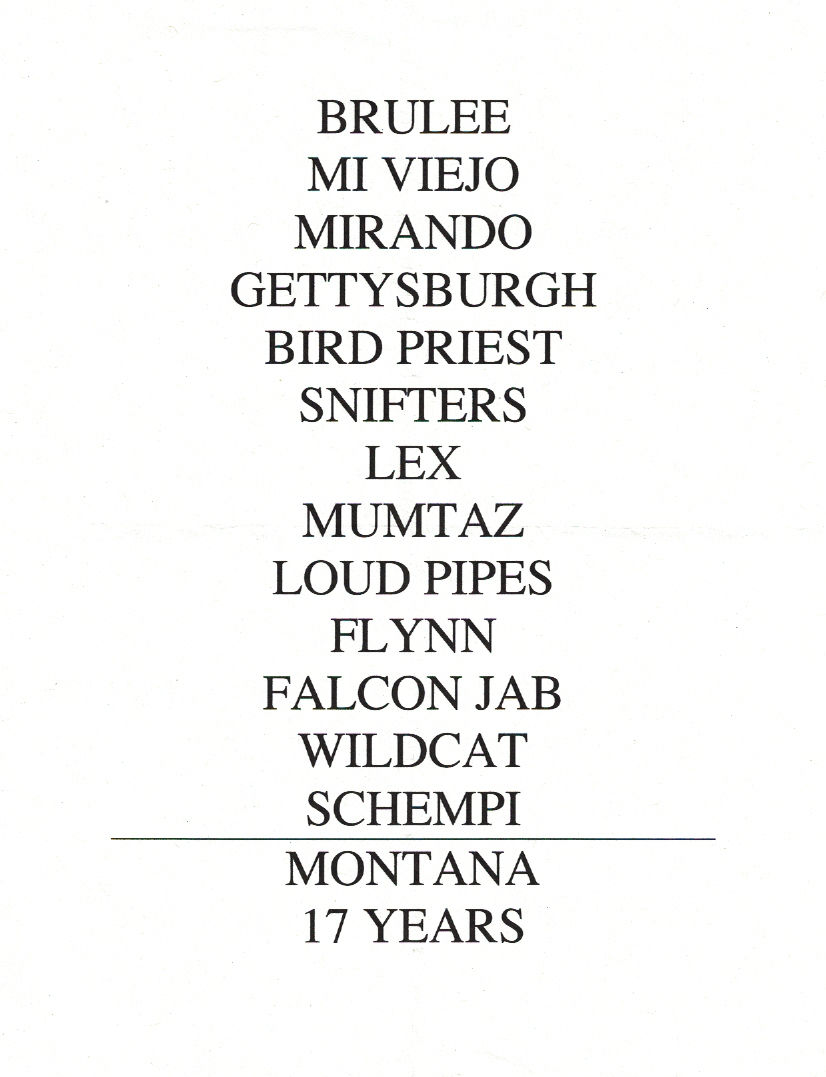 BRULEE
MI VIEJO
MIRANDO
GETTYSBURGH
BIRD PRIEST
SNIFTERS
LEX
MUMTAZ
LOUD PIPES
FLYNN
FALCON JAB
WILDCAT
SCHEMPI
MONTANA
17 YEARS